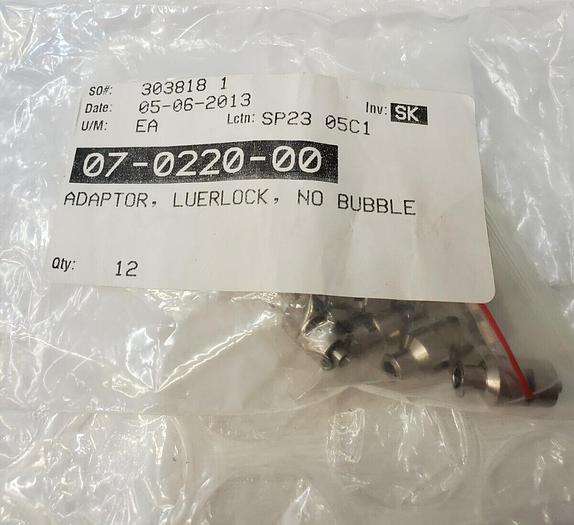 SO#: 303818 1
Date: 05-06-2013 Inv: SK
U/M: EA Lctn: SP23 05C1
07-0220-00
ADAPTOR, LUERLOCK, NO BUBBLE
Qty: 12